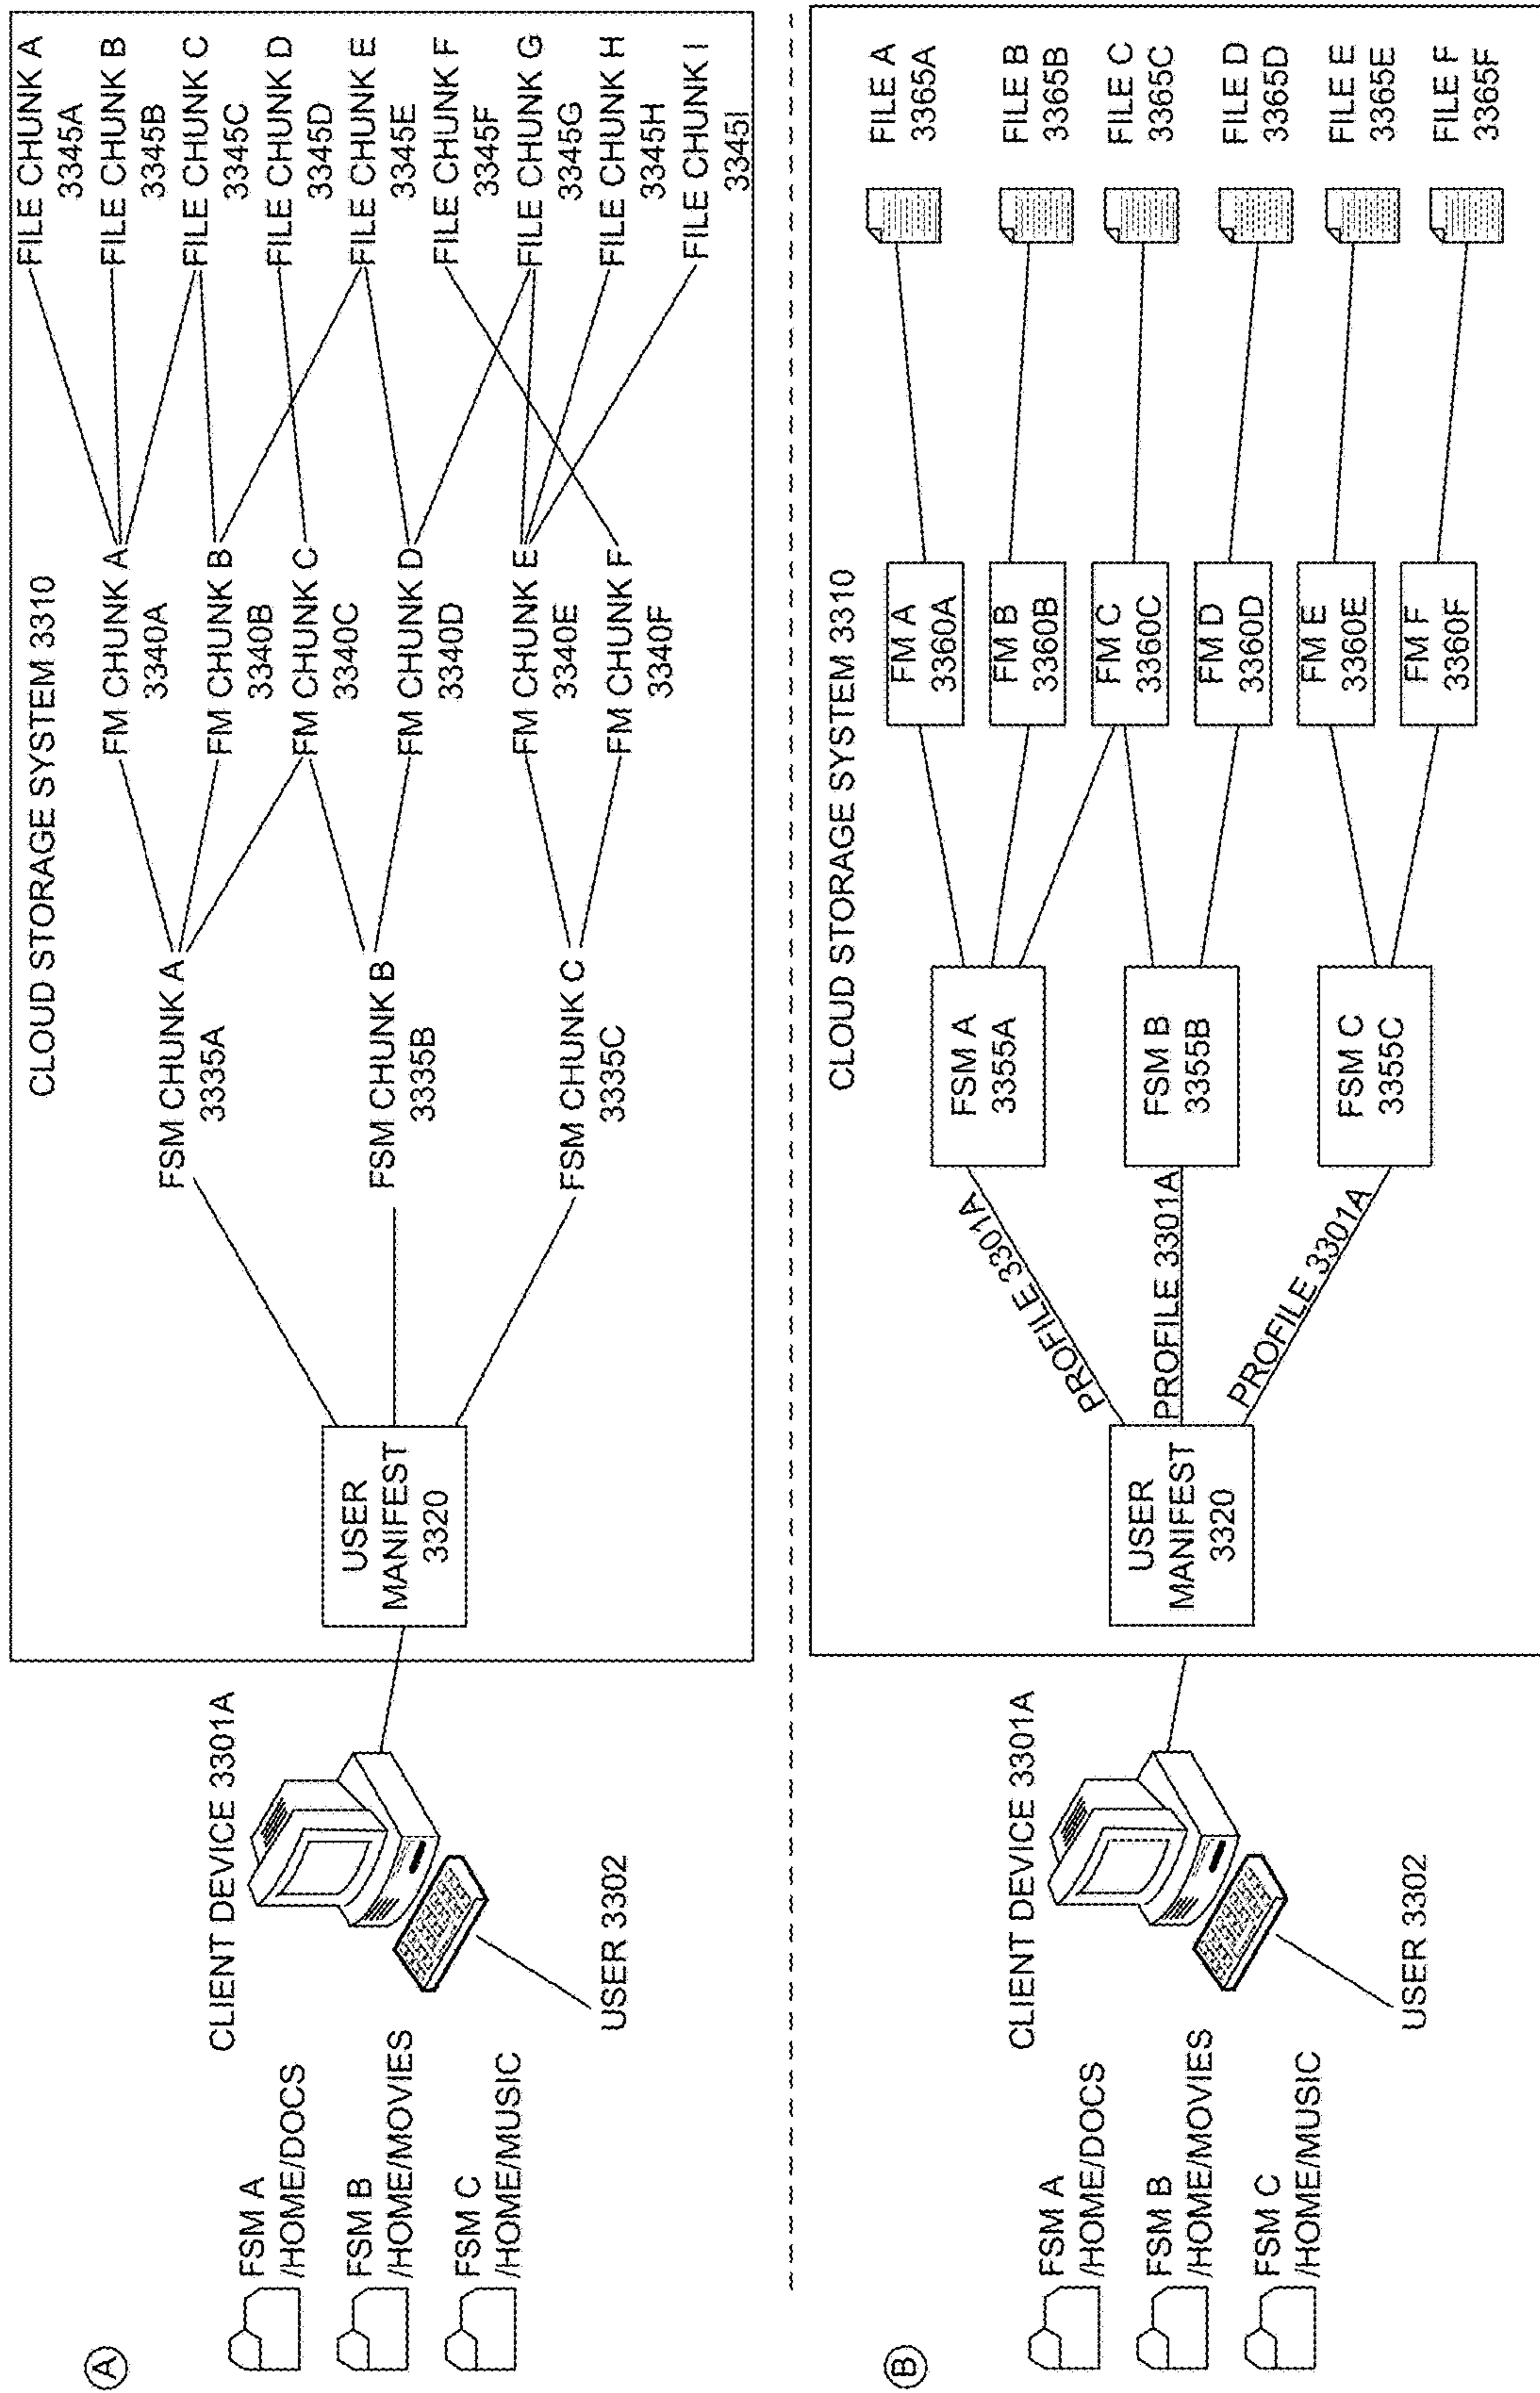 A
FSM A
/HOME/DOCS
FSM B
/HOME/MOVIES
FSM C
/HOME/MUSIC
CLIENT DEVICE 3301A
USER 3302
CLOUD STORAGE SYSTEM 3310
USER
MANIFEST
3320
FSM CHUNK A
3335A
FSM CHUNK B
3335B
FSM CHUNK C
3335C
FM CHUNK A
3340A
FM CHUNK B
3340B
FM CHUNK C
3340C
FM CHUNK D
3340D
FM CHUNK E
3340E
FM CHUNK F
3340F
FILE CHUNK A
3345A
FILE CHUNK B
3345B
FILE CHUNK C
3345C
FILE CHUNK D
3345D
FILE CHUNK E
3345E
FILE CHUNK F
3345F
FILE CHUNK G
3345G
FILE CHUNK H
3345H
FILE CHUNK I
3345I
B
FSM A
/HOME/DOCS
FSM B
/HOME/MOVIES
FSM C
/HOME/MUSIC
CLIENT DEVICE 3301A
USER 3302
CLOUD STORAGE SYSTEM 3310
USER
MANIFEST
3320
PROFILE 3301A
PROFILE 3301A
PROFILE 3301A
FSM A
3355A
FSM B
3355B
FSM C
3355C
FM A
3360A
FM B
3360B
FM C
3360C
FM D
3360D
FM E
3360E
FM F
3360F
FILE A
3365A
FILE B
3365B
FILE C
3365C
FILE D
3365D
FILE E
3365E
FILE F
3365F